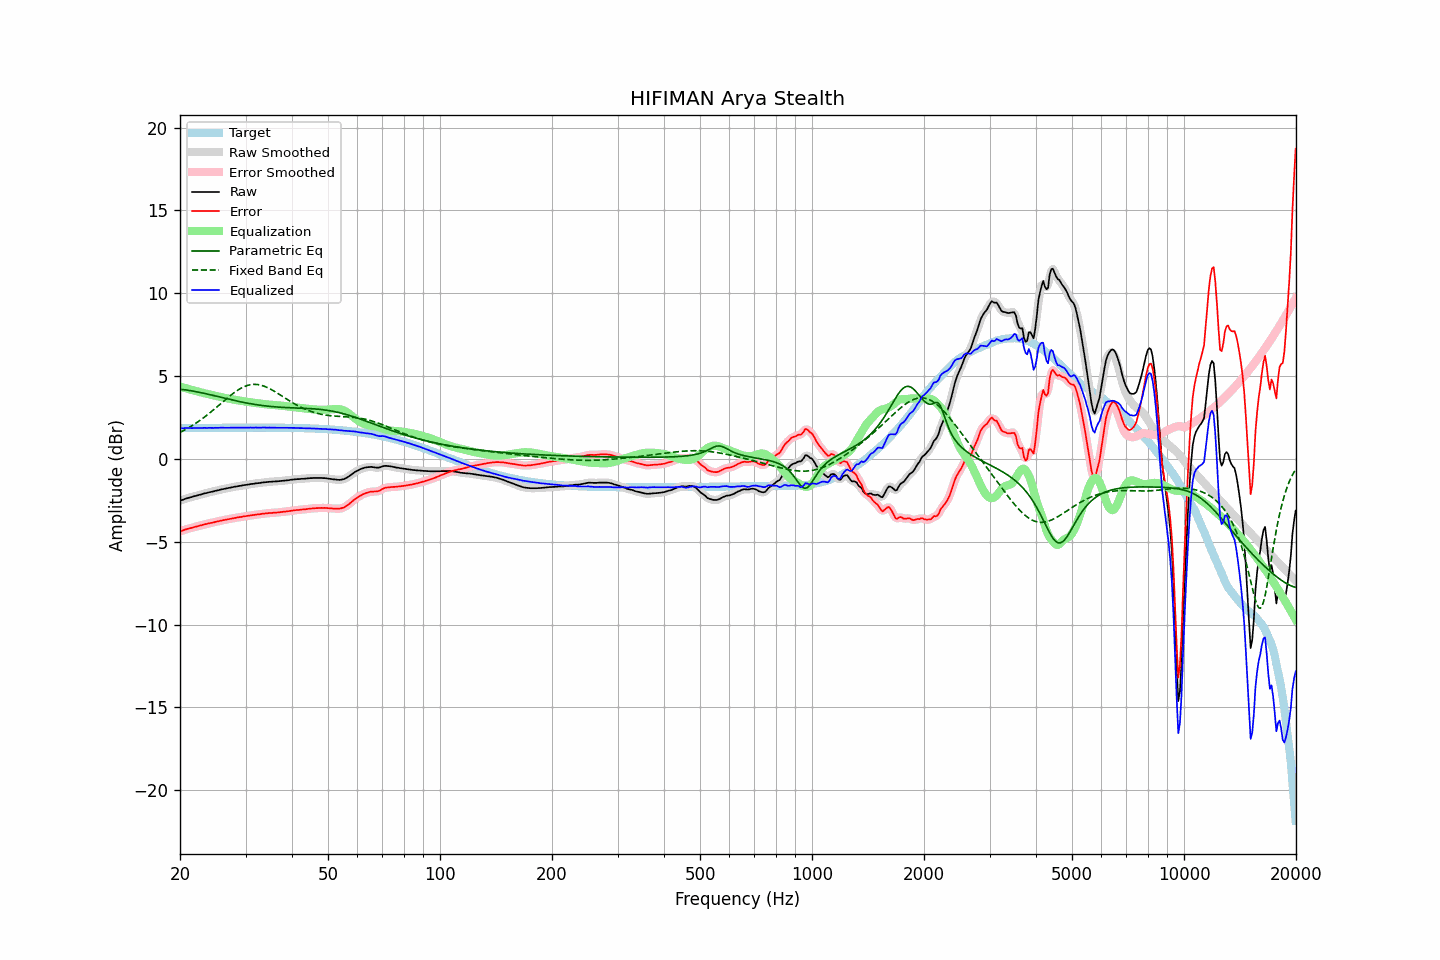 HIFIMAN Arya Stealth
Target
Raw Smoothed
Error Smoothed
Raw
Error
Equalization
Parametric Eq
Fixed Band Eq
Equalized
20
15
10
5
0
−5
−10
−15
−20
Amplitude (dBr)
20
50
100
200
500
1000
2000
5000
10000
20000
Frequency (Hz)